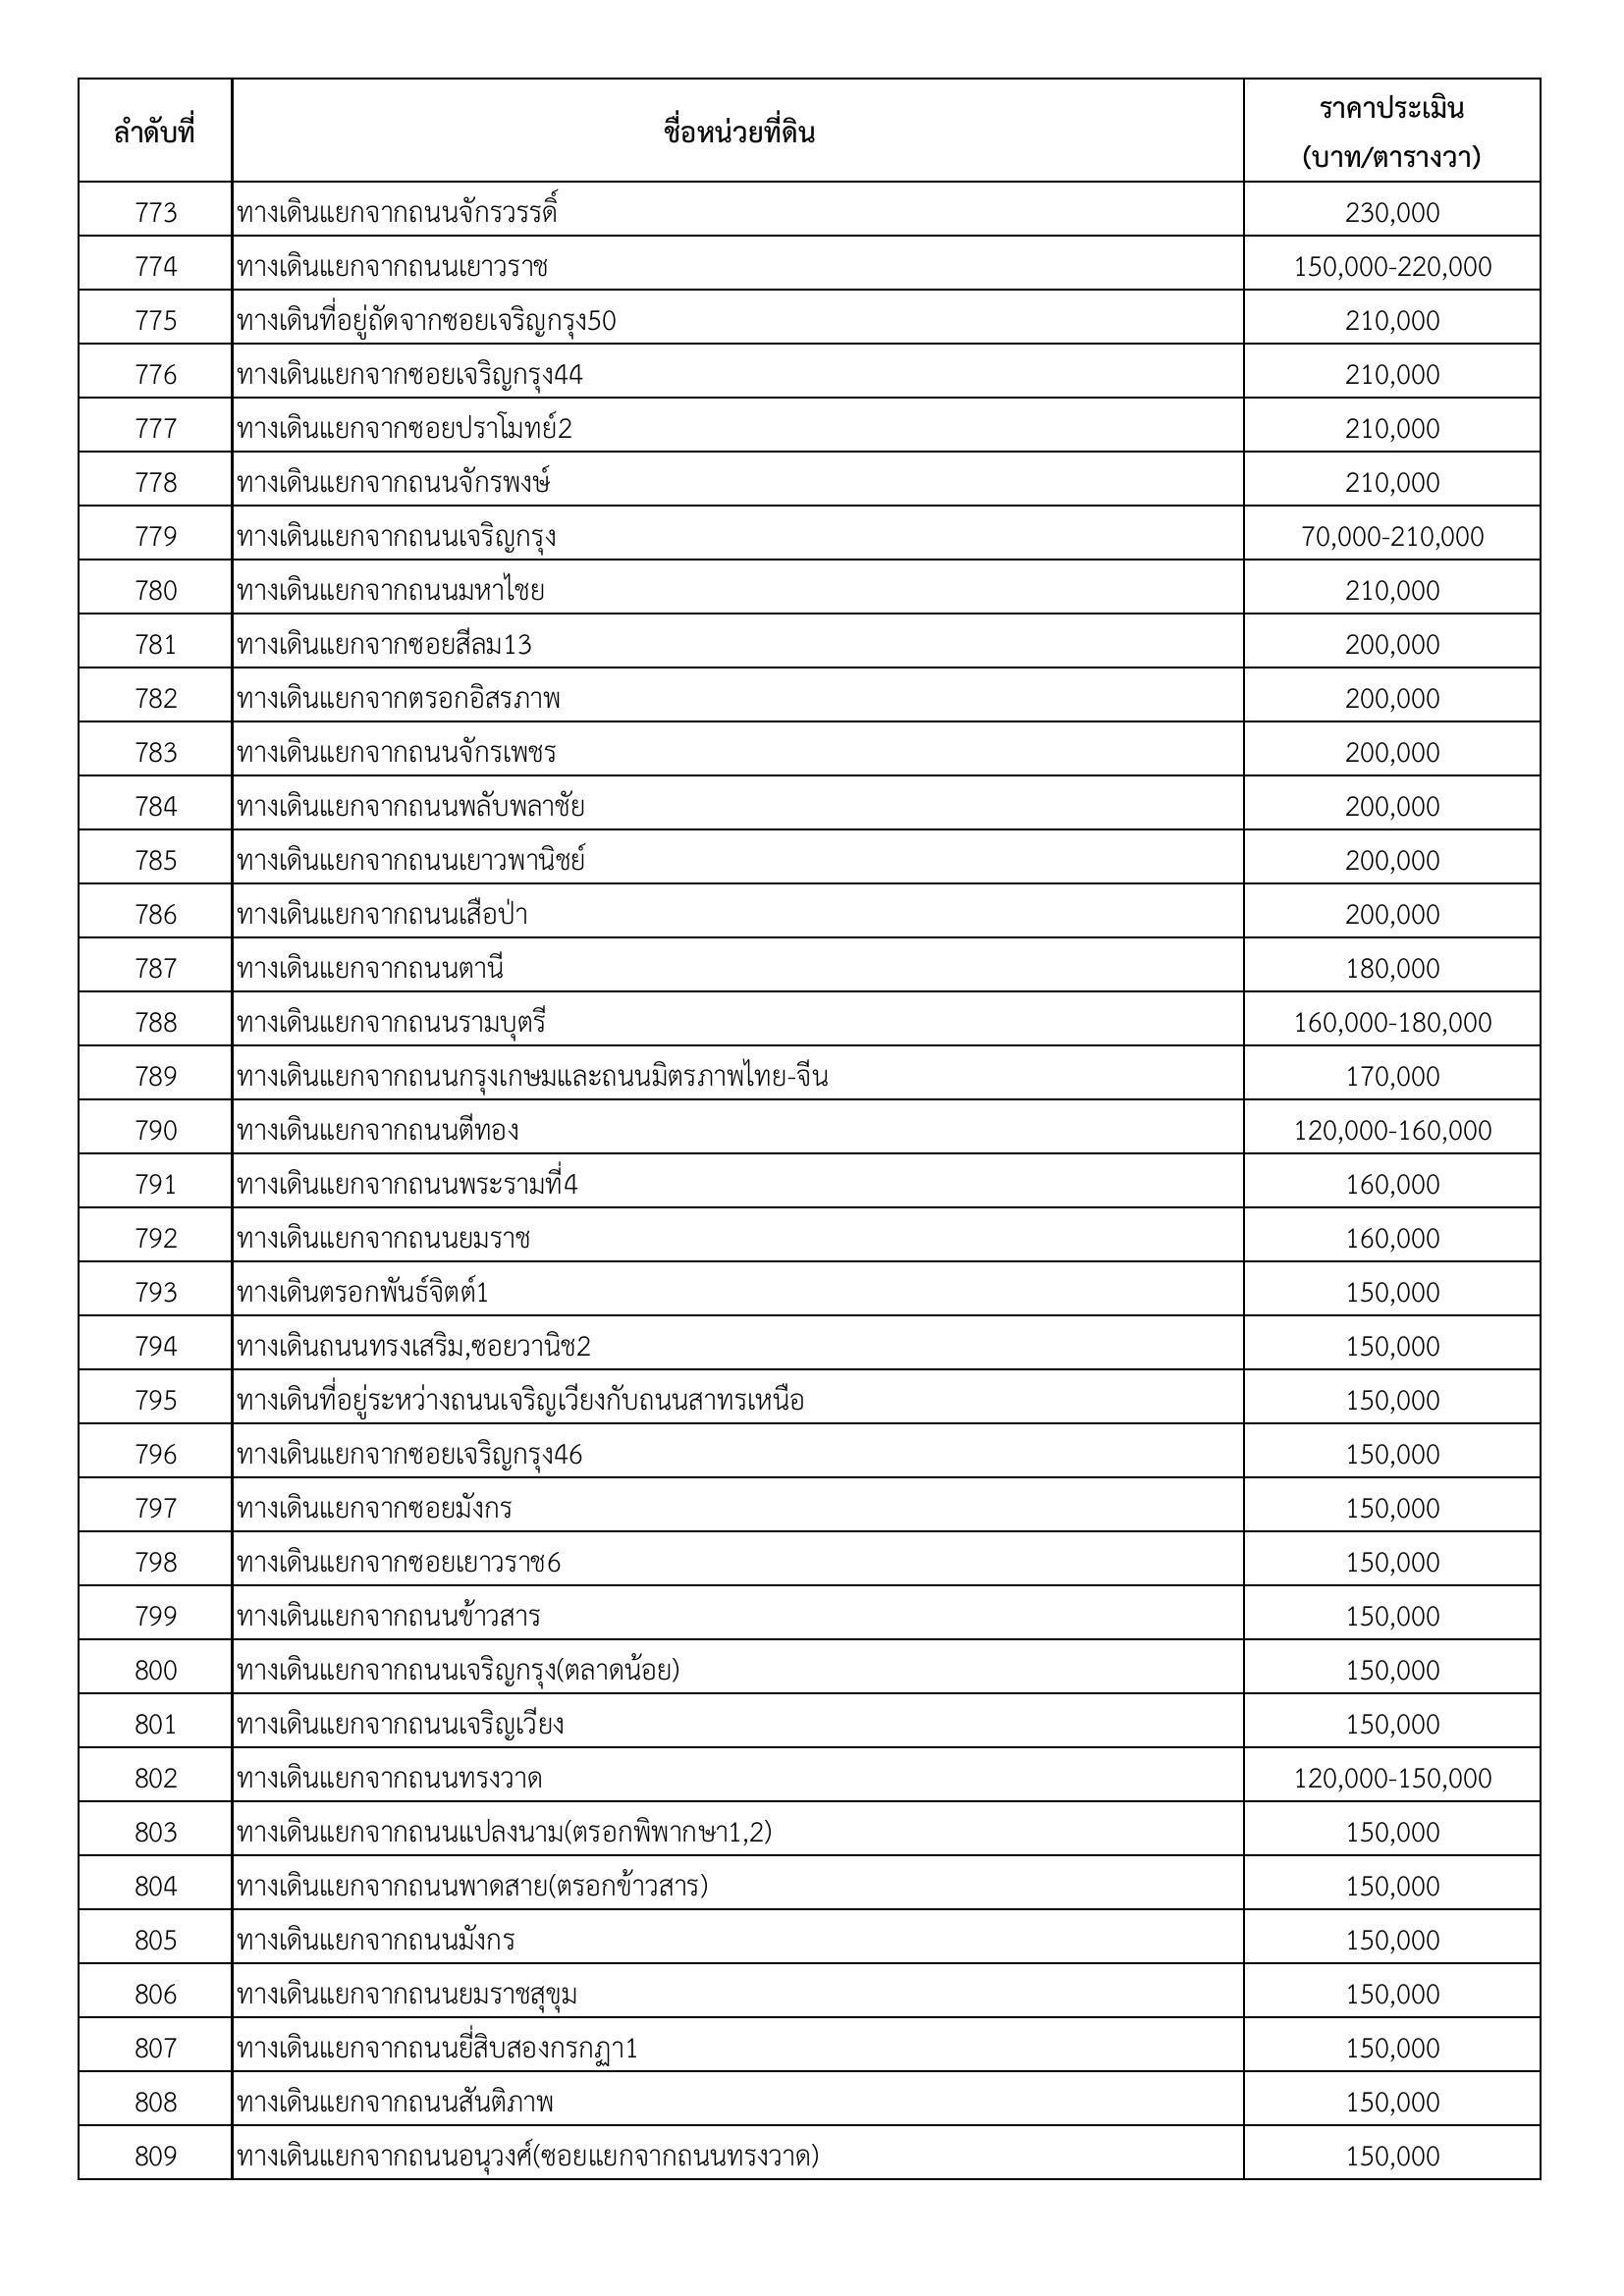 ลำดับที่ ชื่อหน่วยที่ดิน ราคาประเมิน
(บาท/ตารางวา)
773 ทางเดินแยกจากถนนจักรวรรดิ์ 230,000
774 ทางเดินแยกจากถนนเยาวราช 150,000-220,000
775 ทางเดินที่อยู่ถัดจากซอยเจริญกรุง50 210,000
776 ทางเดินแยกจากซอยเจริญกรุง44 210,000
777 ทางเดินแยกจากซอยปราโมทย์2 210,000
778 ทางเดินแยกจากถนนจักรพงษ์ 210,000
779 ทางเดินแยกจากถนนเจริญกรุง 70,000-210,000
780 ทางเดินแยกจากถนนมหาไชย 210,000
781 ทางเดินแยกจากซอยสีลม13 200,000
782 ทางเดินแยกจากตรอกอิสรภาพ 200,000
783 ทางเดินแยกจากถนนจักรเพชร 200,000
784 ทางเดินแยกจากถนนพลับพลาชัย 200,000
785 ทางเดินแยกจากถนนเยาวพานิชย์ 200,000
786 ทางเดินแยกจากถนนเสือป่า 200,000
787 ทางเดินแยกจากถนนตานี 180,000
788 ทางเดินแยกจากถนนรามบุตรี 160,000-180,000
789 ทางเดินแยกจากถนนกรุงเกษมและถนนมิตรภาพไทย-จีน 170,000
790 ทางเดินแยกจากถนนตีทอง 120,000-160,000
791 ทางเดินแยกจากถนนพระรามที่4 160,000
792 ทางเดินแยกจากถนนยมราช 160,000
793 ทางเดินตรอกพันธ์จิตต์1 150,000
794 ทางเดินถนนทรงเสริม,ซอยวานิช2 150,000
795 ทางเดินที่อยู่ระหว่างถนนเจริญเวียงกับถนนสาทรเหนือ 150,000
796 ทางเดินแยกจากซอยเจริญกรุง46 150,000
797 ทางเดินแยกจากซอยมังกร 150,000
798 ทางเดินแยกจากซอยเยาวราช6 150,000
799 ทางเดินแยกจากถนนข้าวสาร 150,000
800 ทางเดินแยกจากถนนเจริญกรุง(ตลาดน้อย) 150,000
801 ทางเดินแยกจากถนนเจริญเวียง 150,000
802 ทางเดินแยกจากถนนทรงวาด 120,000-150,000
803 ทางเดินแยกจากถนนแปลงนาม(ตรอกพิพากษา1,2) 150,000
804 ทางเดินแยกจากถนนพาดสาย(ตรอกข้าวสาร) 150,000
805 ทางเดินแยกจากถนนมังกร 150,000
806 ทางเดินแยกจากถนนยมราชสุขุม 150,000
807 ทางเดินแยกจากถนนยี่สิบสองกรกฏา1 150,000
808 ทางเดินแยกจากถนนสันติภาพ 150,000
809 ทางเดินแยกจากถนนอนุวงศ์(ซอยแยกจากถนนทรงวาด) 150,000